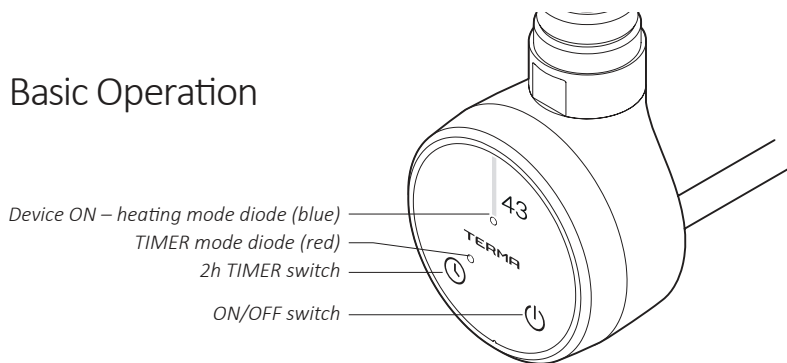 Basic Operation
Device ON – heating mode diode (blue)
TIMER mode diode (red)
2h TIMER switch
ON/OFF switch
43
TERMA